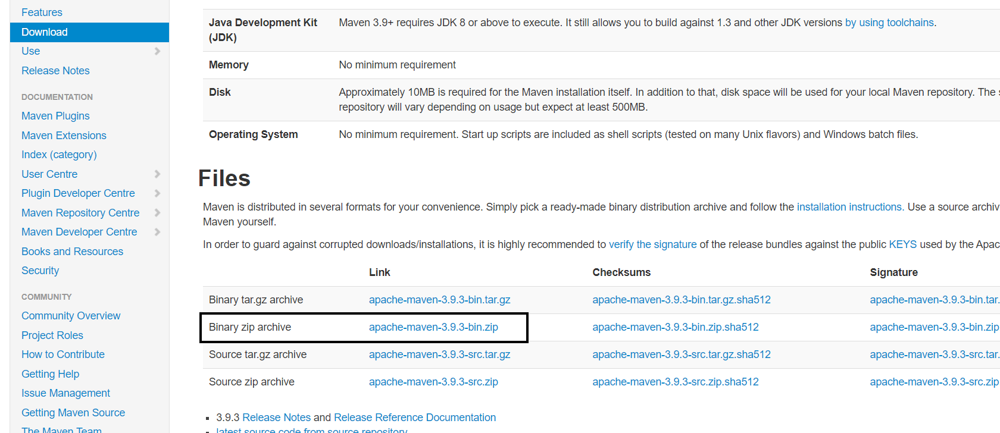 Features
Download
Use
Release Notes
DOCUMENTATION
Maven Plugins
Maven Extensions
Index (category)
User Centre
Plugin Developer Centre
Maven Repository Centre
Maven Developer Centre
Books and Resources
Security
COMMUNITY
Community Overview
Project Roles
How to Contribute
Getting Help
Issue Management
Getting Maven Source
The Maven Team
Java Development Kit Maven 3.9+ requires JDK 8 or above to execute. It still allows you to build against 1.3 and other JDK versions by using toolchains.
(JDK)
Memory No minimum requirement
Disk Approximately 10MB is required for the Maven installation itself. In addition to that, disk space will be used for your local Maven repository. The
repository will vary depending on usage but expect at least 500MB.
Operating System No minimum requirement. Start up scripts are included as shell scripts (tested on many Unix flavors) and Windows batch files.
Files
Maven is distributed in several formats for your convenience. Simply pick a ready-made binary distribution archive and follow the installation instructions. Use a source archiv
Maven yourself.
In order to guard against corrupted downloads/installations, it is highly recommended to verify the signature of the release bundles against the public KEYS used by the Apac
Link Checksums Signature
Binary tar.gz archive apache-maven-3.9.3-bin.tar.gz apache-maven-3.9.3-bin.tar.gz.sha512 apache-maven-3.9.3-bin.tar.
Binary zip archive apache-maven-3.9.3-bin.zip apache-maven-3.9.3-bin.zip.sha512 apache-maven-3.9.3-bin.zip
Source tar.gz archive apache-maven-3.9.3-src.tar.gz apache-maven-3.9.3-src.tar.gz.sha512 apache-maven-3.9.3-src.tar.
Source zip archive apache-maven-3.9.3-src.zip apache-maven-3.9.3-src.zip.sha512 apache-maven-3.9.3-src.zip
3.9.3 Release Notes and Release Reference Documentation
latest source code from source repository